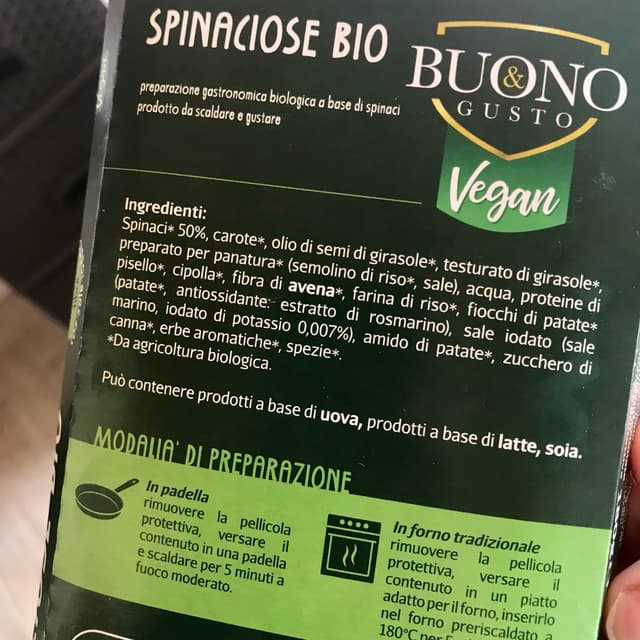 SPINACIOSE BIO
BUONO
&
GUSTO
Vegan
preparazione gastronomica biologica a base di spinaci
prodotto da scaldare e gustare
Ingredienti:
Spinaci* 50%, carote*, olio di semi di girasole*, testurato di girasole*,
preparato per panatura* (semolino di riso*, sale), acqua, proteine di
pisello*, cipolla*, fibra di avena*, farina di riso*, fiocchi di patate*
(patate*, antiossidante: estratto di rosmarino), sale iodato (sale
marino, iodato di potassio 0,007%), amido di patate*, zucchero di
canna*, erbe aromatiche*, spezie*.
*Da agricoltura biologica.
Può contenere prodotti a base di uova, prodotti a base di latte, soia.
MODALIA' DI PREPARAZIONE
In padella
rimuovere la pellicola
protettiva, versare il
contenuto in una padella
e scaldare per 5 minuti a
fuoco moderato.
In forno tradizionale
rimuovere la pellicola
protettiva, versare il
contenuto in un piatto
adatto per il forno, inserirlo
nel forno preriscaldato
180°C per